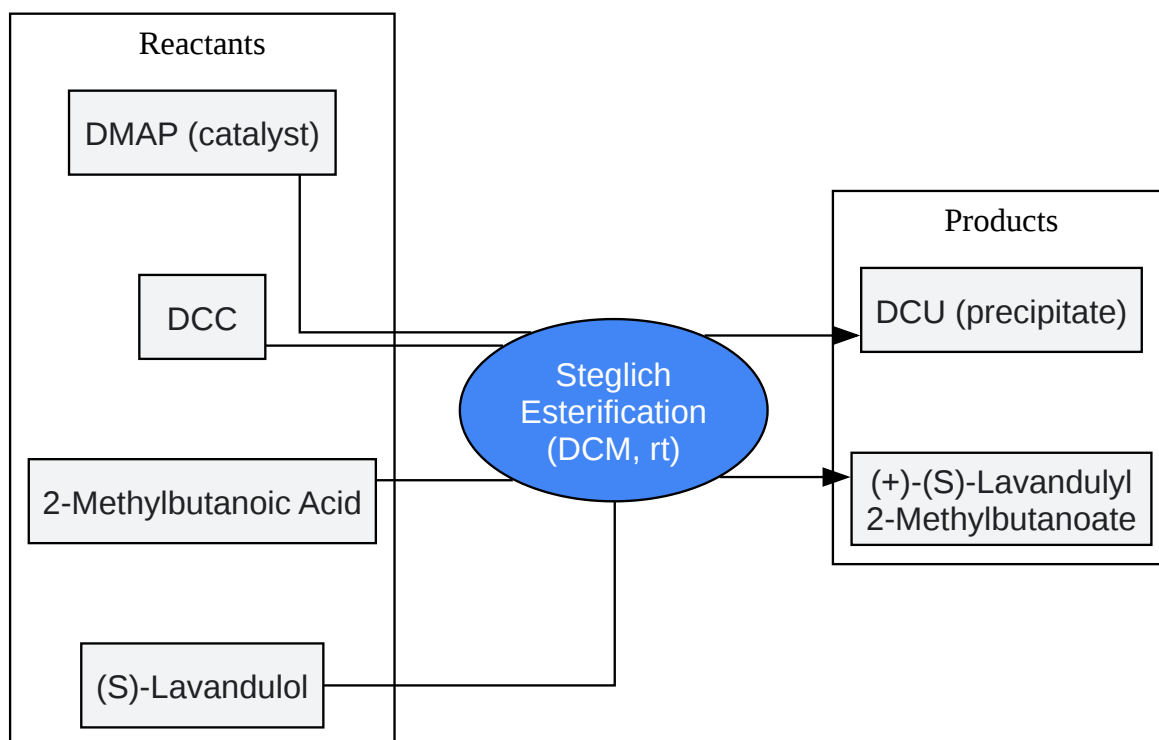 Reactants
DMAP (catalyst)
DCC
2-Methylbutanoic Acid
(S)-Lavandulol
Steglich
Esterification
(DCM, rt)
Products
DCU (precipitate)
(+)-(S)-Lavandulyl
2-Methylbutanoate